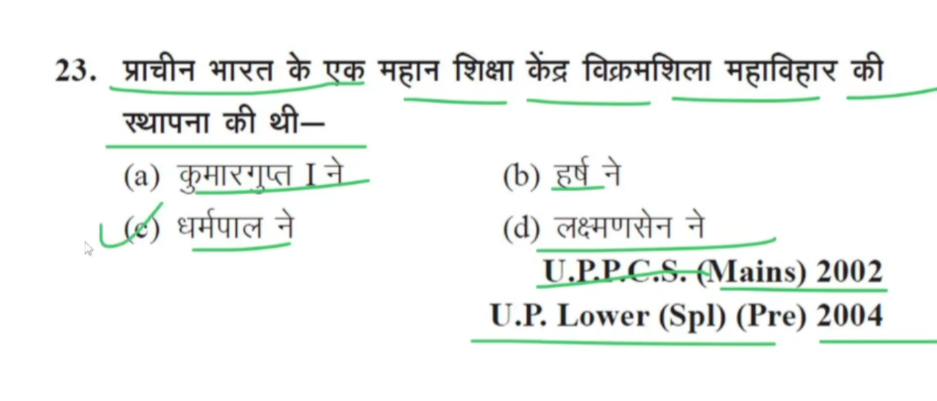 23. प्राचीन भारत के एक महान शिक्षा केंद्र विक्रमशिला महाविहार की
स्थापना की थी—
(a) कुमारगुप्त I ने (b) हर्ष ने
(c) धर्मपाल ने (d) लक्ष्मणसेन ने
U.P.P.C.S. (Mains) 2002
U.P. Lower (Spl) (Pre) 2004